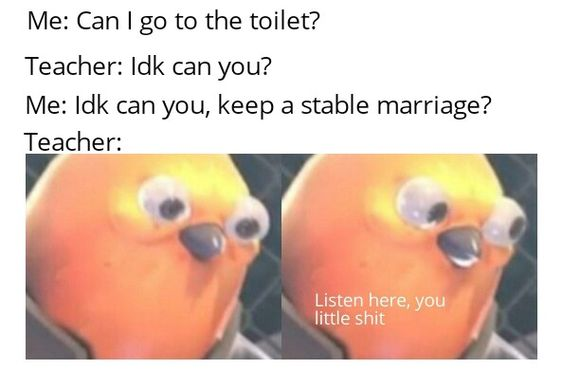 Me: Can I go to the toilet?
Teacher: Idk can you?
Me: Idk can you, keep a stable marriage?
Teacher:
Listen here, you
little shit